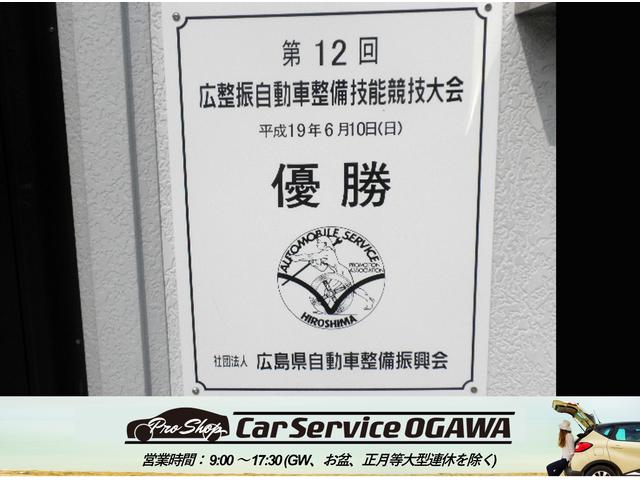 第 12 回
広整振自動車整備技能競技大会
平成19年6月10日(日)
優勝
AUTOMOBILE SERVICE
PROMOTION
ASSOCIATION
HIROSHIMA
社団法人 広島県自動車整備振興会
Pro Shop Car Service OGAWA
営業時間： 9:00 ～ 17:30 (GW、お盆、正月等大型連休を除く)